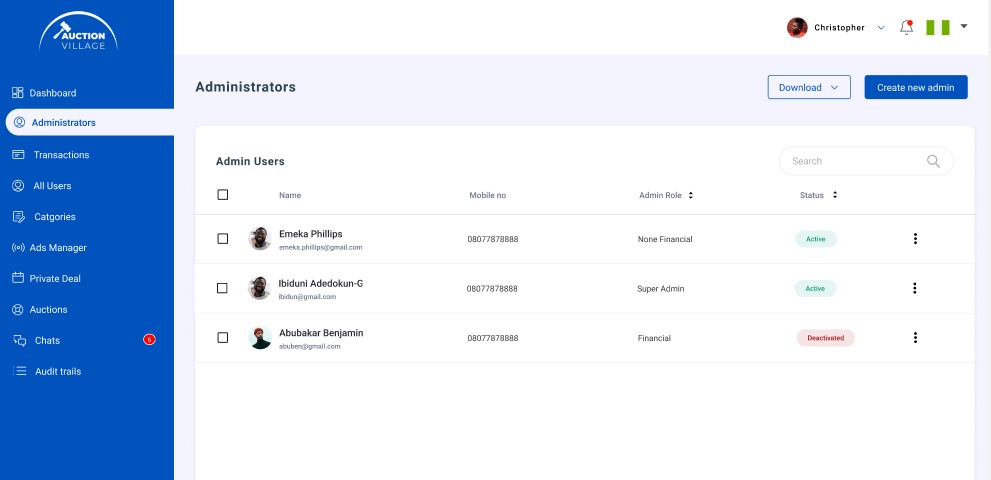 AUCTION
VILLAGE
Christopher
Dashboard
Administrators
Transactions
All Users
Catgories
Ads Manager
Private Deal
Auctions
Chats 6
Audit trails
Administrators
Download
Create new admin
Admin Users
Search
Name Mobile no Admin Role Status
Emeka Phillips
emeka.phillips@gmail.com
08077878888 None Financial Active
Ibiduni Adedokun-G
ibidun@gmail.com
08077878888 Super Admin Active
Abubakar Benjamin
abuben@gmail.com
08077878888 Financial Deactivated